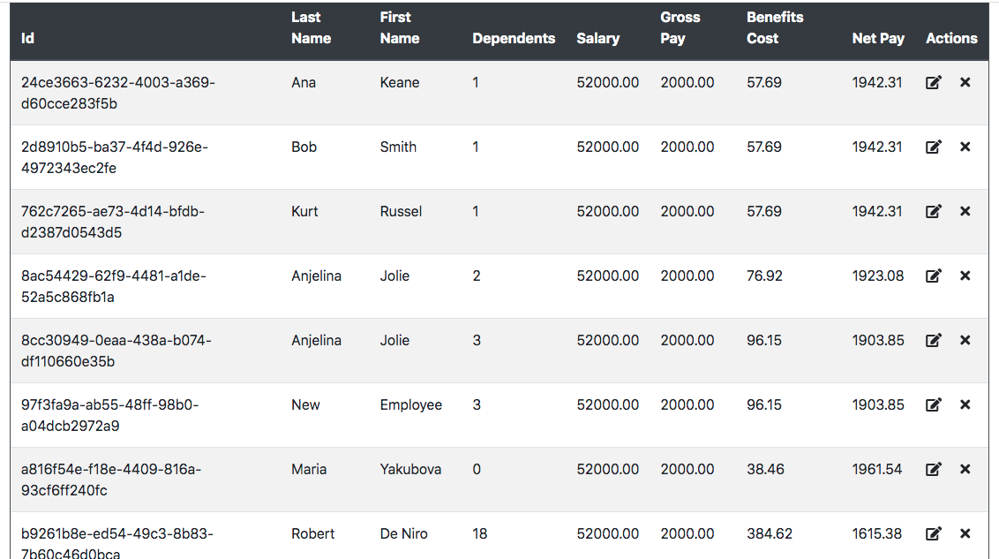 Id Last Name First Name Dependents Salary Gross Pay Benefits Cost Net Pay Actions
24ce3663-6232-4003-a369- Ana Keane 1 52000.00 2000.00 57.69 1942.31
d60cce283f5b
2d8910b5-ba37-4f4d-926e- Bob Smith 1 52000.00 2000.00 57.69 1942.31
4972343ec2fe
762c7265-ae73-4d14-bfdb- Kurt Russel 1 52000.00 2000.00 57.69 1942.31
d2387d0543d5
8ac54429-62f9-4481-a1de- Anjelina Jolie 2 52000.00 2000.00 76.92 1923.08
52a5c868fb1a
8cc30949-0eaa-438a-b074- Anjelina Jolie 3 52000.00 2000.00 96.15 1903.85
df110660e35b
97f3fa9a-ab55-48ff-98b0- New Employee 3 52000.00 2000.00 96.15 1903.85
a04dcb2972a9
a816f54e-f18e-4409-816a- Maria Yakubova 0 52000.00 2000.00 38.46 1961.54
93cf6ff240fc
b9261b8e-ed54-49c3-8b83- Robert De Niro 18 52000.00 2000.00 384.62 1615.38
7b60c46d0bca